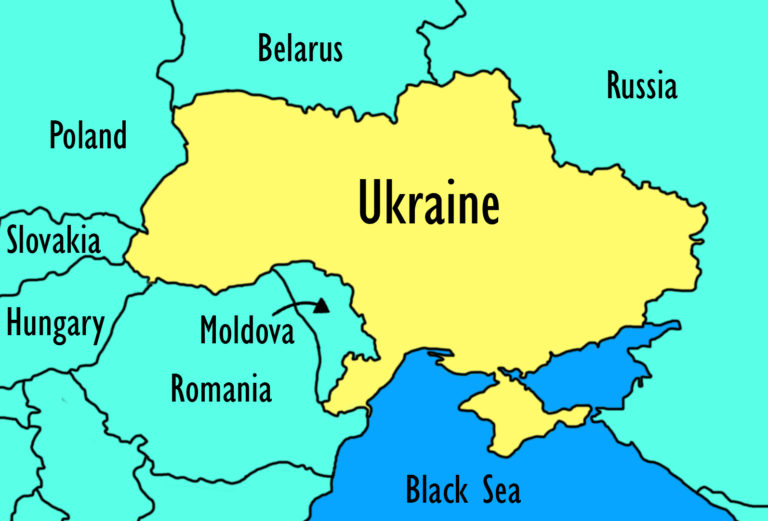 Belarus
Russia
Poland
Ukraine
Slovakia
Hungary
Moldova
Romania
Black Sea